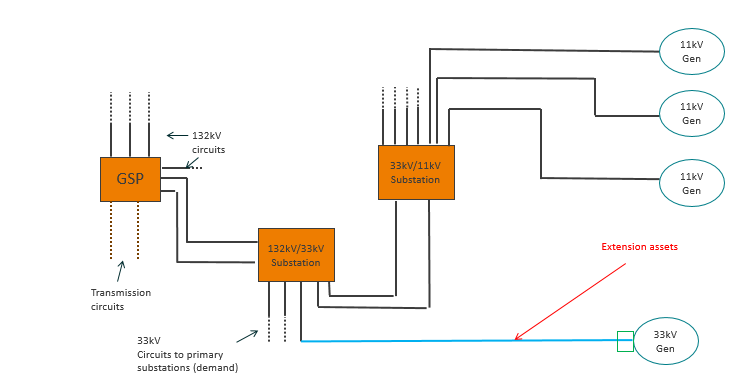 11kV
Gen
11kV
Gen
132kV
circuits
33kV/11kV
Substation
GSP
11kV
Gen
132kV/33kV
Substation
Extension assets
Transmission
circuits
33kV
Circuits to primary
substations (demand)
33kV
Gen